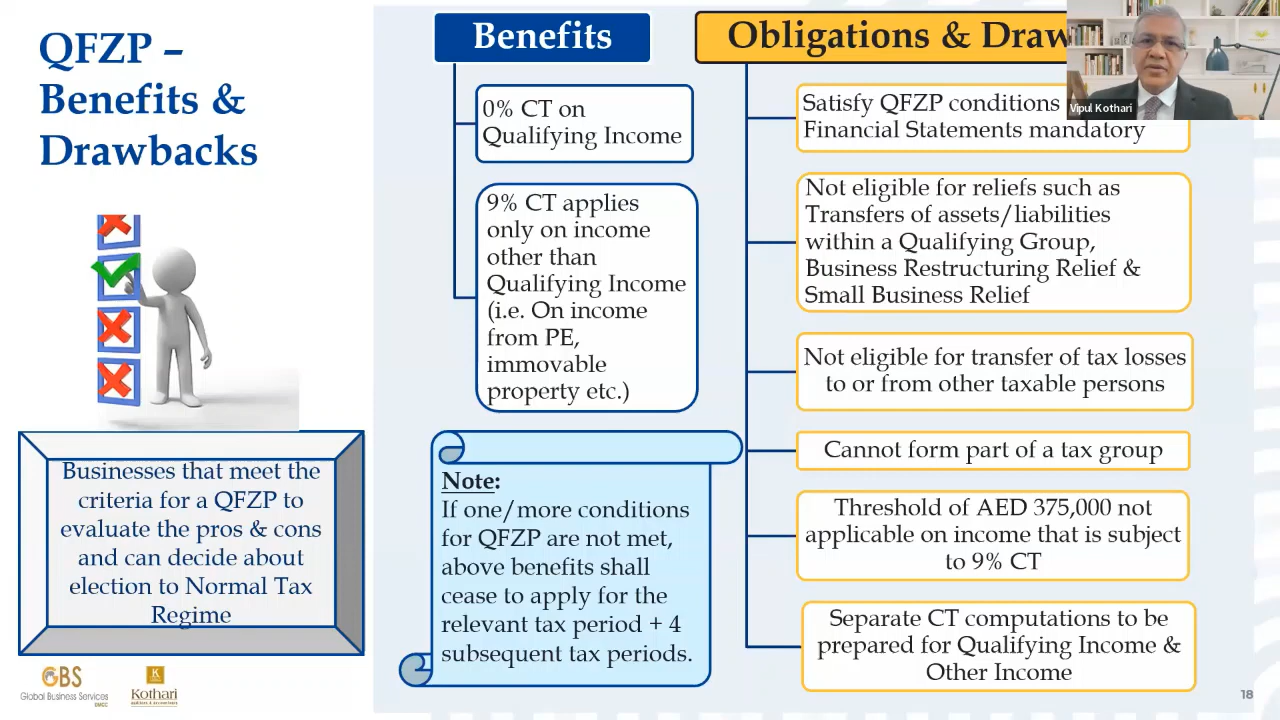 QFZP –
Benefits &
Drawbacks
Businesses that meet the
criteria for a QFZP to
evaluate the pros & cons
and can decide about
election to Normal Tax
Regime
GBS
Global Business Services
DMCC
K
Kothari
Benefits
0% CT on
Qualifying Income
9% CT applies
only on income
other than
Qualifying Income
(i.e. On income
from PE,
immovable
property etc.)
Note:
If one/more conditions
for QFZP are not met,
above benefits shall
cease to apply for the
relevant tax period + 4
subsequent tax periods.
Obligations & Draw
Vipul Kothari
Satisfy QFZP conditions
Financial Statements mandatory
Not eligible for reliefs such as
Transfers of assets/liabilities
within a Qualifying Group,
Business Restructuring Relief &
Small Business Relief
Not eligible for transfer of tax losses
to or from other taxable persons
Cannot form part of a tax group
Threshold of AED 375,000 not
applicable on income that is subject
to 9% CT
Separate CT computations to be
prepared for Qualifying Income &
Other Income
18